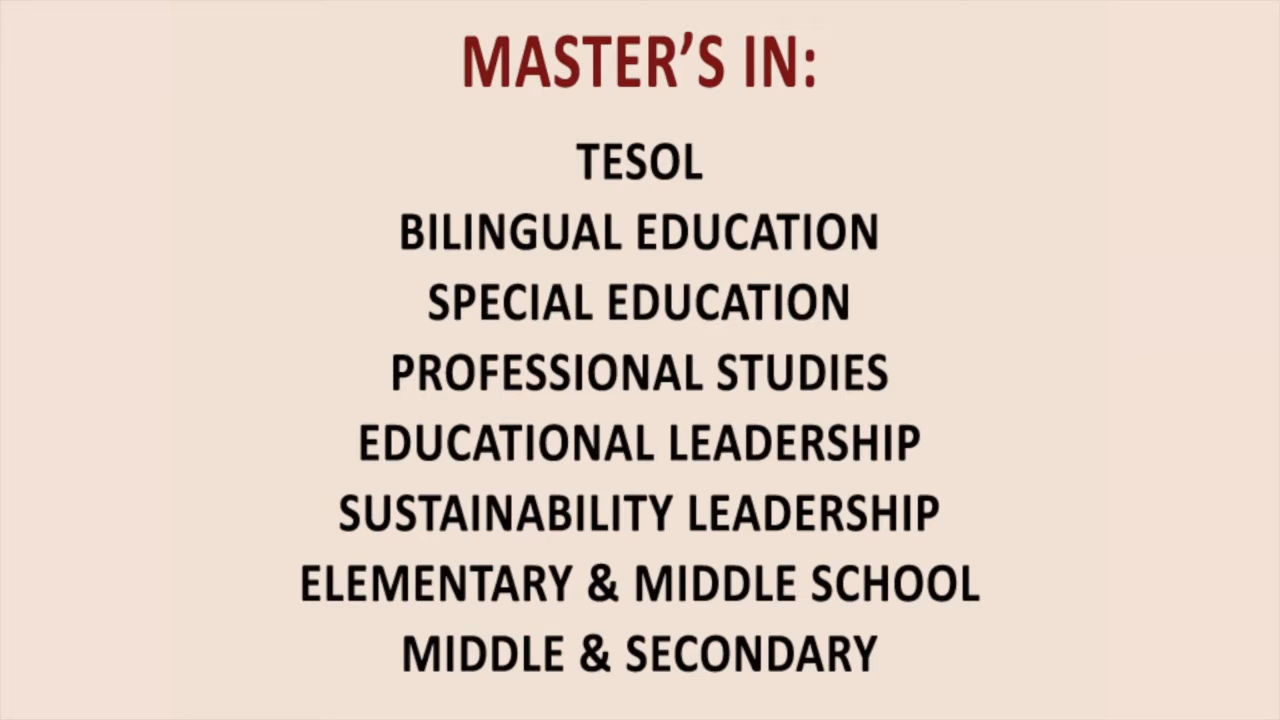 MASTER’S IN:
TESOL
BILINGUAL EDUCATION
SPECIAL EDUCATION
PROFESSIONAL STUDIES
EDUCATIONAL LEADERSHIP
SUSTAINABILITY LEADERSHIP
ELEMENTARY & MIDDLE SCHOOL
MIDDLE & SECONDARY